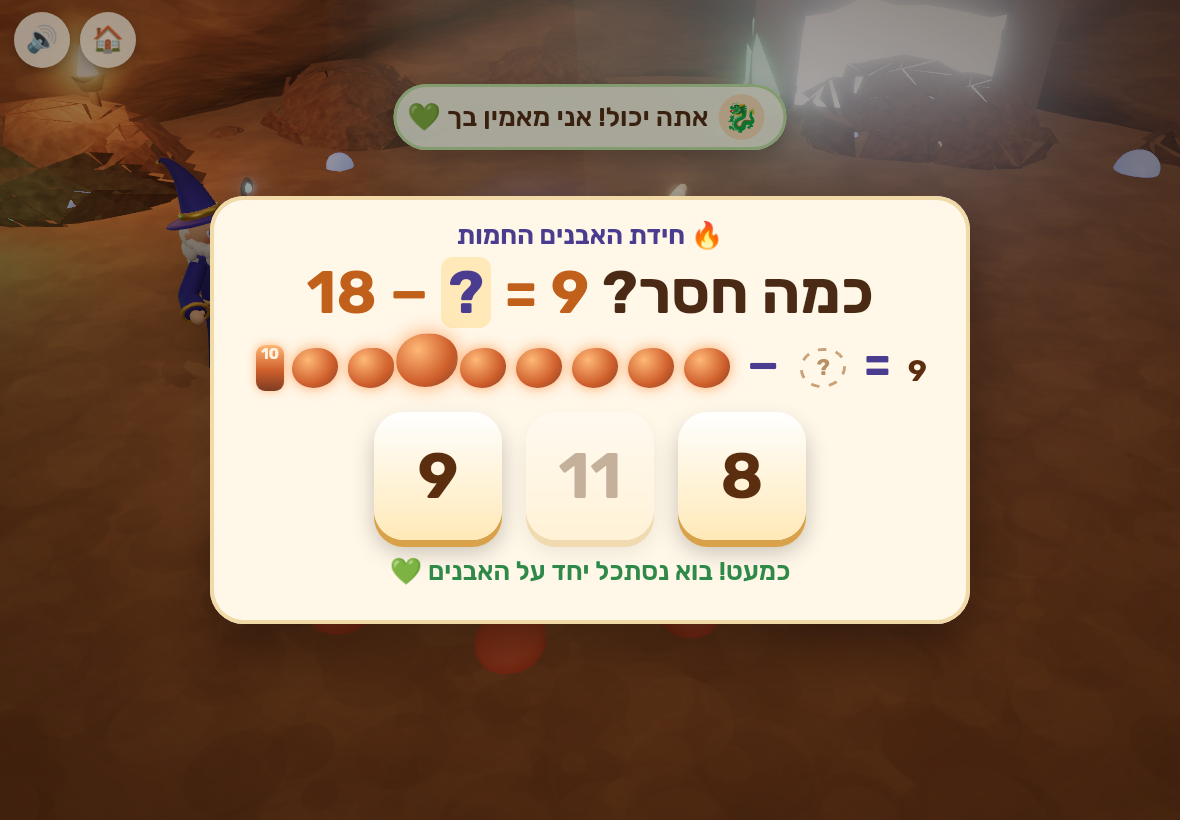 אתה יכול! אני מאמין בך
חידת האבנים החמות
כמה חסר? 18 − ? = 9
10 − ? = 9
9 11 8
כמעט! בוא נסתכל יחד על האבנים